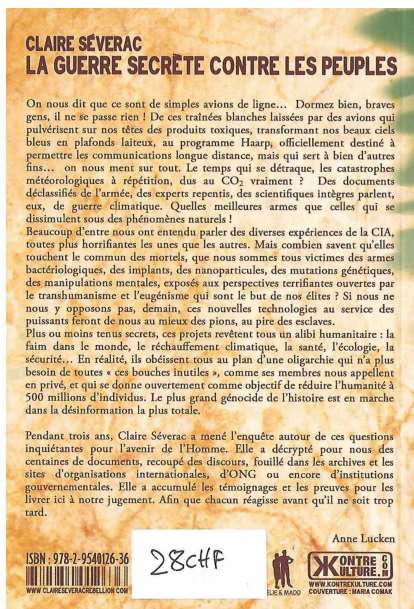 CLAIRE SÉVERAC
LA GUERRE SECRÈTE CONTRE LES PEUPLES
On nous dit que ce sont de simples avions de ligne... Dormez bien, braves
gens, il ne se passe rien ! De ces traînées blanches laissées par des avions qui
pulvérisent sur nos têtes des produits toxiques, transformant nos beaux ciels
bleus en plafonds laiteux, au programme Haarp, officiellement destiné à
permettre les communications longue distance, mais qui sert à bien d'autres
fins... on nous ment sur tout. Le temps qui se détraque, les catastrophes
météorologiques à répétition, dus au CO2 vraiment ? Des documents
déclassifiés de l'armée, des experts repentis, des scientifiques intègres parlent,
eux, de guerre climatique. Quelles meilleures armes que celles qui se
dissimulent sous des phénomènes naturels !
Beaucoup d'entre nous ont entendu parler des diverses expériences de la CIA,
toutes plus horrifiantes les unes que les autres. Mais combien savent qu'elles
touchent le commun des mortels, que nous sommes tous victimes des armes
bactériologiques, des implants, des nanoparticules, des mutations génétiques,
des manipulations mentales, exposés aux perspectives terrifiantes ouvertes par
le transhumanisme et l'eugénisme qui sont le but de nos élites ? Si nous ne
nous y opposons pas, demain, ces nouvelles technologies au service des
puissants feront de nous au mieux des pions, au pire des esclaves.
Plus ou moins tenus secrets, ces projets revêtent tous un alibi humanitaire : la
faim dans le monde, le réchauffement climatique, la santé, l'écologie, la
sécurité... En réalité, ils obéissent tous au plan d'une oligarchie qui n'a plus
besoin de toutes « ces bouches inutiles », comme ses membres nous appellent
en privé, et qui se donne ouvertement comme objectif de réduire l'humanité à
500 millions d'individus. Le plus grand génocide de l'histoire est en marche
dans la désinformation la plus totale.
Pendant trois ans, Claire Séverac a mené l'enquête autour de ces questions
inquiétantes pour l'avenir de l'Homme. Elle a décrypté pour nous des
centaines de documents, recoupé des discours, fouillé dans les archives et les
sites d'organisations internationales, d'ONG ou encore d'institutions
gouvernementales. Elle a accumulé les témoignages et les preuves pour les
livrer ici à notre jugement. Afin que chacun réagisse avant qu'il ne soit trop
tard.
Anne Lucken
ISBN : 978-2-9540126-36
WWW.CLAIRESEVERACREBELLION.COM
28CHF
ELIE & MADO
KONTRE KULTURE.COM
WWW.KONTREKULTURE.COM
COUVERTURE : MARIA COMAK